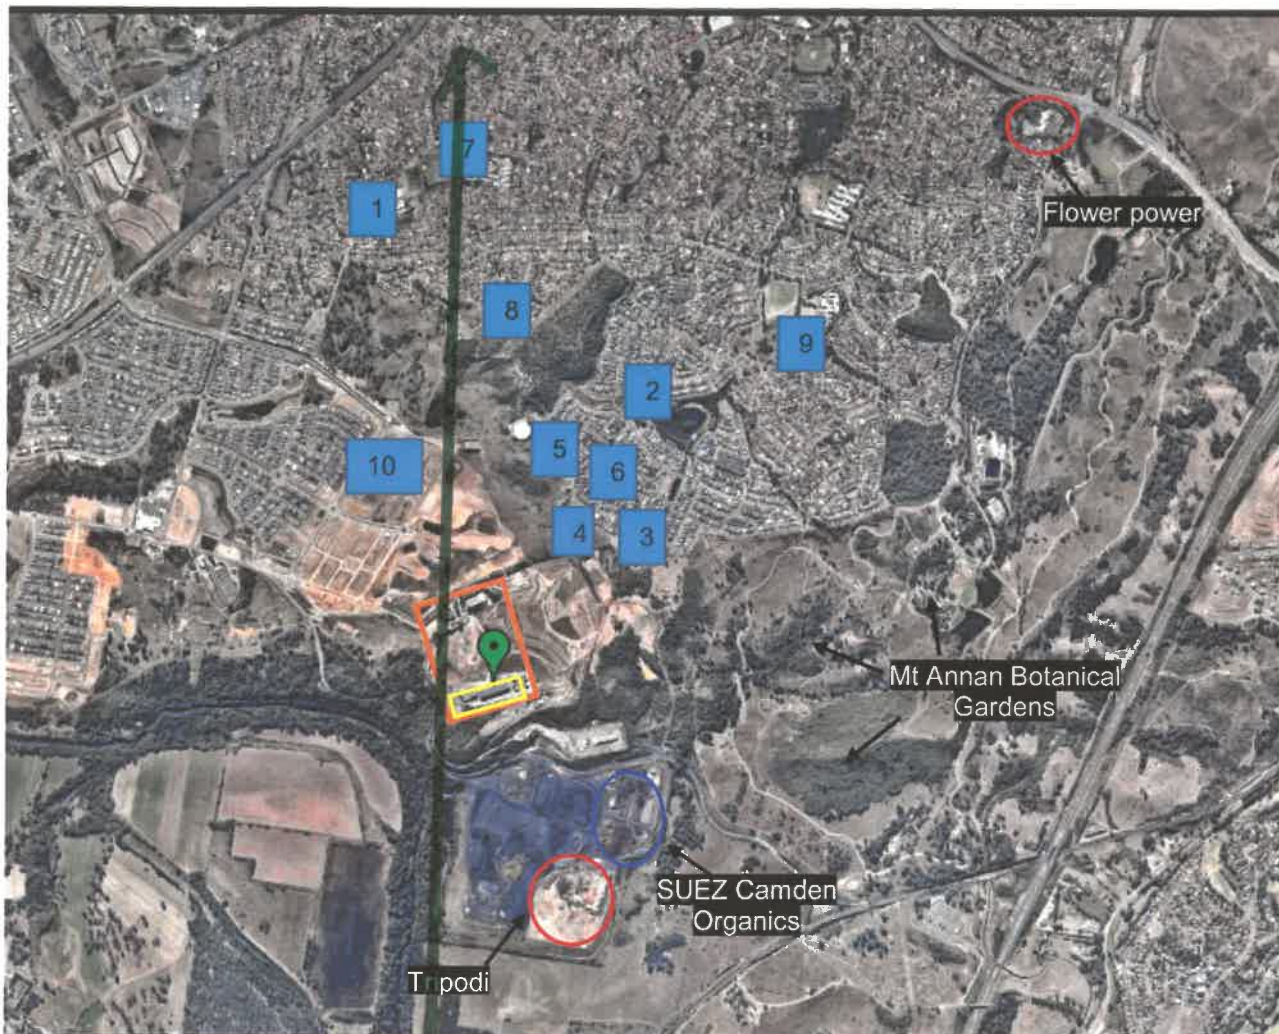 7
1
Flower power
8
9
2
5
10
6
4
3
Mt Annan Botanical
Gardens
SUEZ Camden
Organics
Tripodi